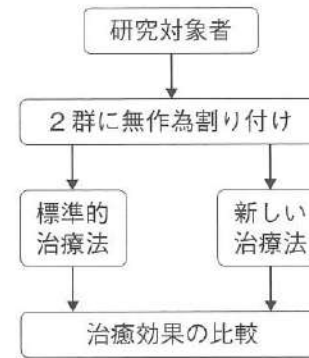 研究対象者
2群に無作為割り付け
標準的
治療法
新しい
治療法
治癒効果の比較